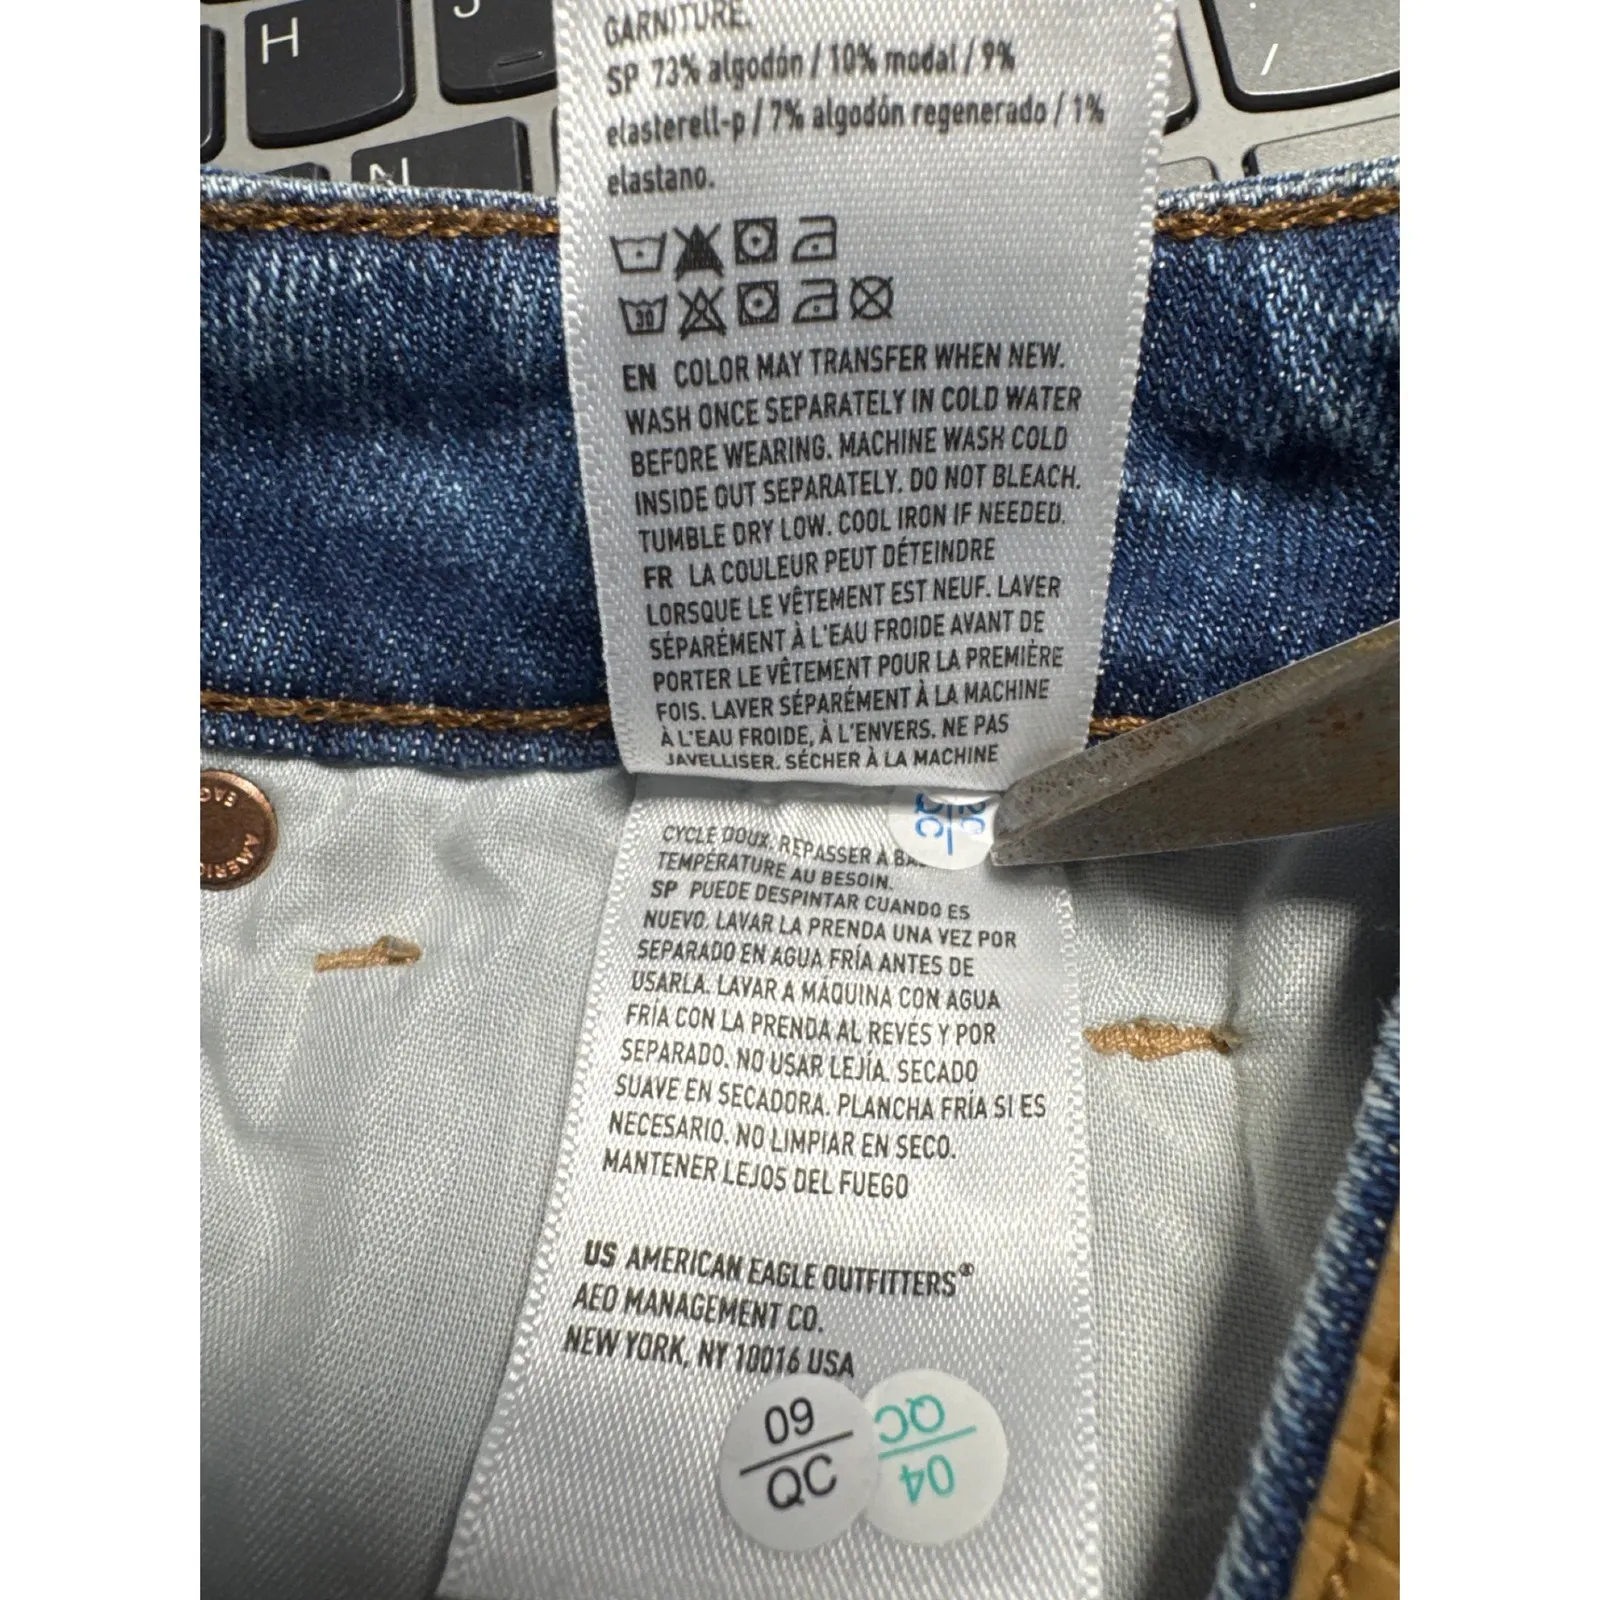 H
J
N
/
GARNITURE.
SP 73% algodón / 10% modal / 9%
elasterell-p / 7% algodón regenerado / 1%
elastano.
30
EN COLOR MAY TRANSFER WHEN NEW.
WASH ONCE SEPARATELY IN COLD WATER
BEFORE WEARING. MACHINE WASH COLD
INSIDE OUT SEPARATELY. DO NOT BLEACH.
TUMBLE DRY LOW. COOL IRON IF NEEDED.
FR LA COULEUR PEUT DÉTEINDRE
LORSQUE LE VÊTEMENT EST NEUF. LAVER
SÉPARÉMENT À L'EAU FROIDE AVANT DE
PORTER LE VÊTEMENT POUR LA PREMIÈRE
FOIS. LAVER SÉPARÉMENT À LA MACHINE
À L'EAU FROIDE, À L'ENVERS. NE PAS
JAVELLISER. SÉCHER À LA MACHINE
QC
CYCLE DOUX. REPASSER À
TEMPÉRATURE AU BESOIN.
SP PUEDE DESPINTAR CUANDO ES
NUEVO. LAVAR LA PRENDA UNA VEZ POR
SEPARADO EN AGUA FRÍA ANTES DE
USARLA. LAVAR A MÁQUINA CON AGUA
FRÍA CON LA PRENDA AL REVÉS Y POR
SEPARADO. NO USAR LEJÍA. SECADO
SUAVE EN SECADORA. PLANCHA FRÍA SI ES
NECESARIO. NO LIMPIAR EN SECO.
MANTENER LEJOS DEL FUEGO
US AMERICAN EAGLE OUTFITTERS®
AEO MANAGEMENT CO.
NEW YORK, NY 10016 USA
09
QC
QC
04